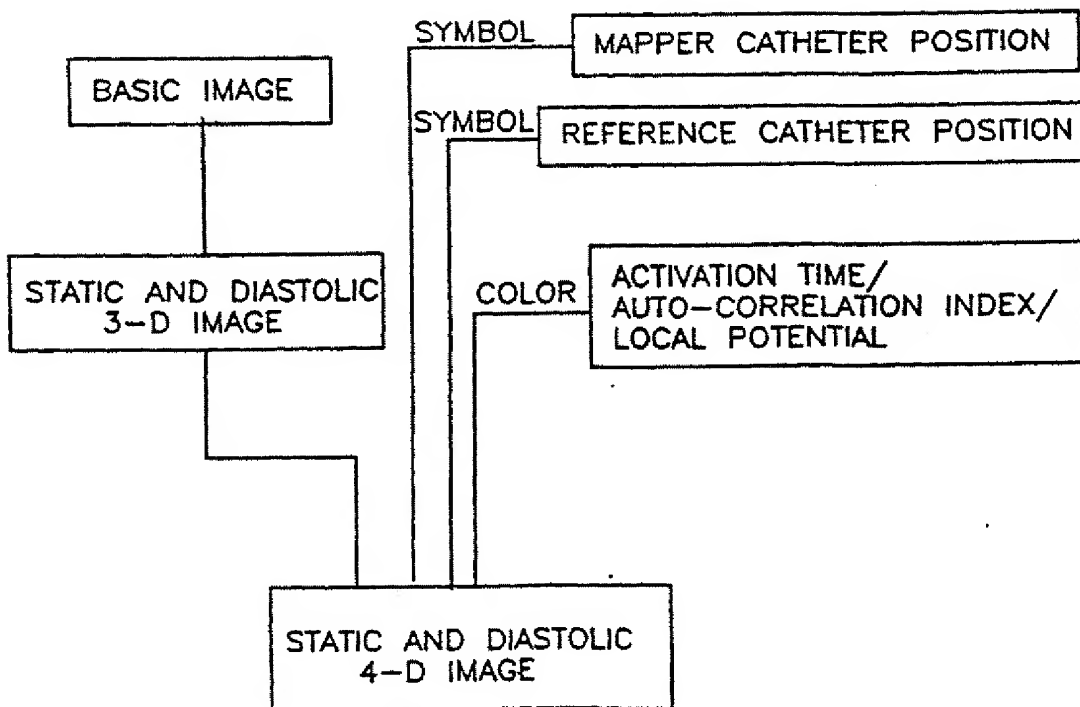 SYMBOL
MAPPER CATHETER POSITION
BASIC IMAGE
SYMBOL
REFERENCE CATHETER POSITION
STATIC AND DIASTOLIC
3-D IMAGE
COLOR
ACTIVATION TIME/
AUTO-CORRELATION INDEX/
LOCAL POTENTIAL
STATIC AND DIASTOLIC
4-D IMAGE